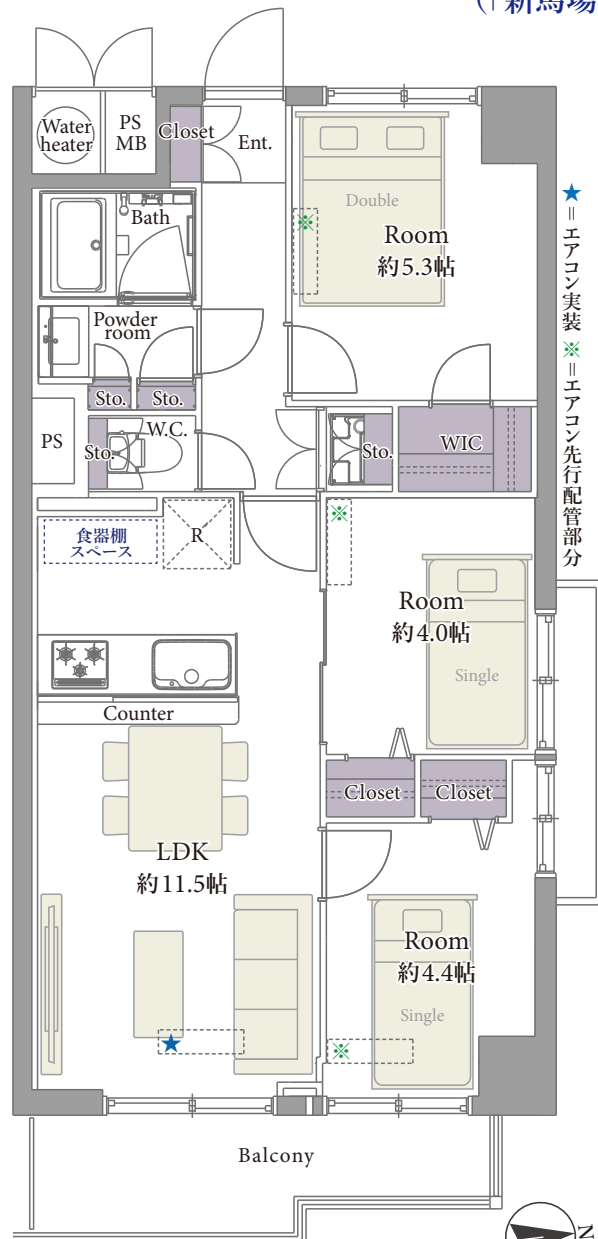 (↑新馬場
Water
heater
PS
MB
Closet
Ent.
Bath
Double
※
Room
約5.3帖
Powder
room
Sto.
Sto.
PS
Sto.
W.C.
Sto.
WIC
食器棚
スペース
R
※
Room
約4.0帖
Single
Counter
Closet
Closet
LDK
約11.5帖
Room
約4.4帖
Single
★
※
Balcony
N
★=エアコン実装 ※=エアコン先行配管部分